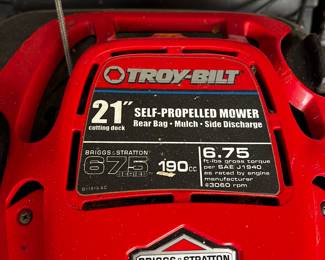 TROY-BILT
21"
cutting deck
SELF-PROPELLED MOWER
Rear Bag · Mulch · Side Discharge
BRIGGS & STRATTON
675
190cc
6.75
ft-lbs gross torque
per SAE J1940
as rated by engine
manufacturer
@3060 rpm
BRIGGS & STRATTON